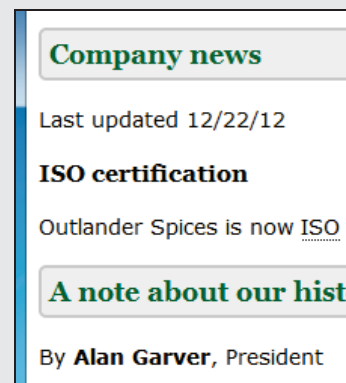 Company news
Last updated 12/22/12
ISO certification
Outlander Spices is now ISO
A note about our hist
By Alan Garver, President